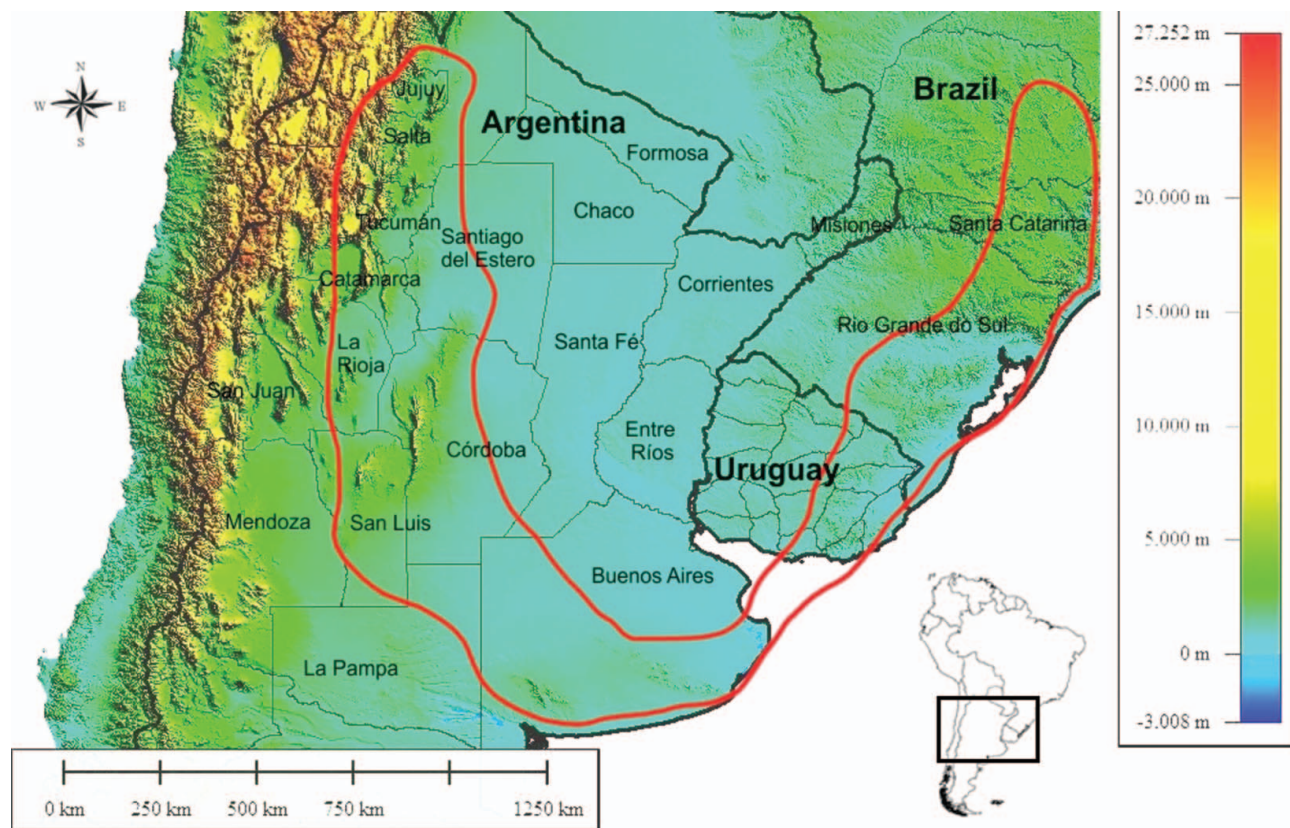 27.252 m
25.000 m
20.000 m
15.000 m
10.000 m
5.000 m
0 m
-3.008 m
N
W E
S
Brazil
Argentina
Jujuy
Salta
Formosa
Chaco
Tucumán
Santiago
del Estero
Misiones
Santa Catarina
Catamarca
Corrientes
La
Rioja
Santa Fé
Rio Grande do Sul
San Juan
Córdoba
Entre
Ríos
Uruguay
Mendoza
San Luis
Buenos Aires
La Pampa
0 km 250 km 500 km 750 km 1250 km